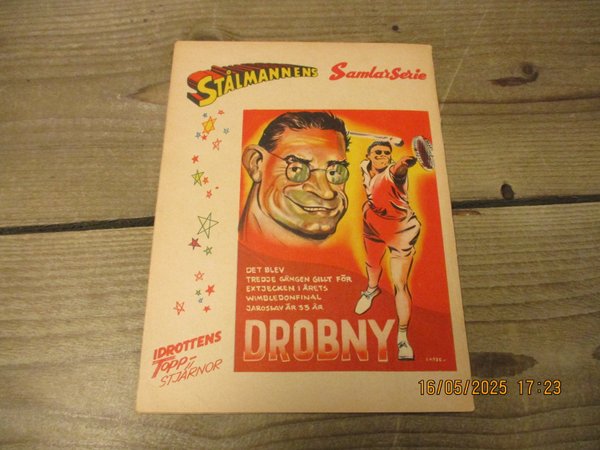 STÅLMANNENS
SamlarSerie
DET BLEV
TREDJE GÅNGEN GILLT FÖR
EXTJECKEN I ÅRETS
WIMBLEDONFINAL
JAROSLAV ÄR 33 ÅR
DROBNY
IDROTTENS
TOPP-
STJÄRNOR
16/05/2025 17:23